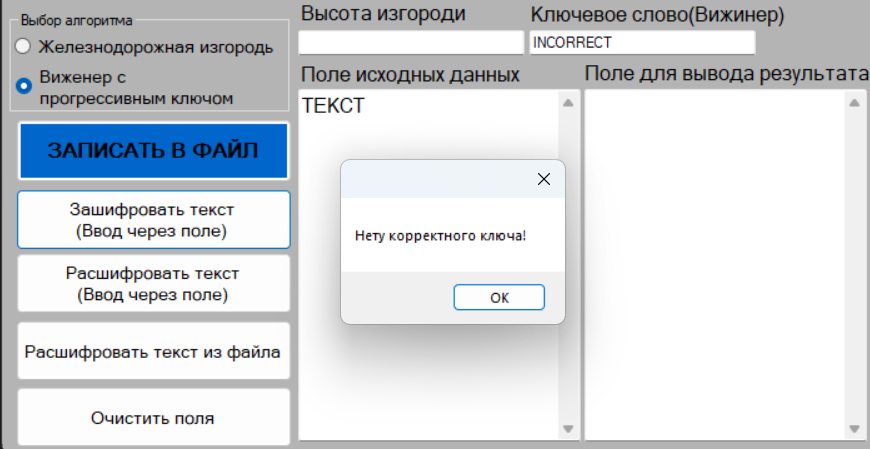 Выбор алгоритма
Железнодорожная изгородь
Виженер с
прогрессивным ключом
ЗАПИСАТЬ В ФАЙЛ
Зашифровать текст
(Ввод через поле)
Расшифровать текст
(Ввод через поле)
Расшифровать текст из файла
Очистить поля
Высота изгороди
Ключевое слово(Вижинер)
INCORRECT
Поле исходных данных
Поле для вывода результата
ТЕКСТ
Нету корректного ключа!
ОК